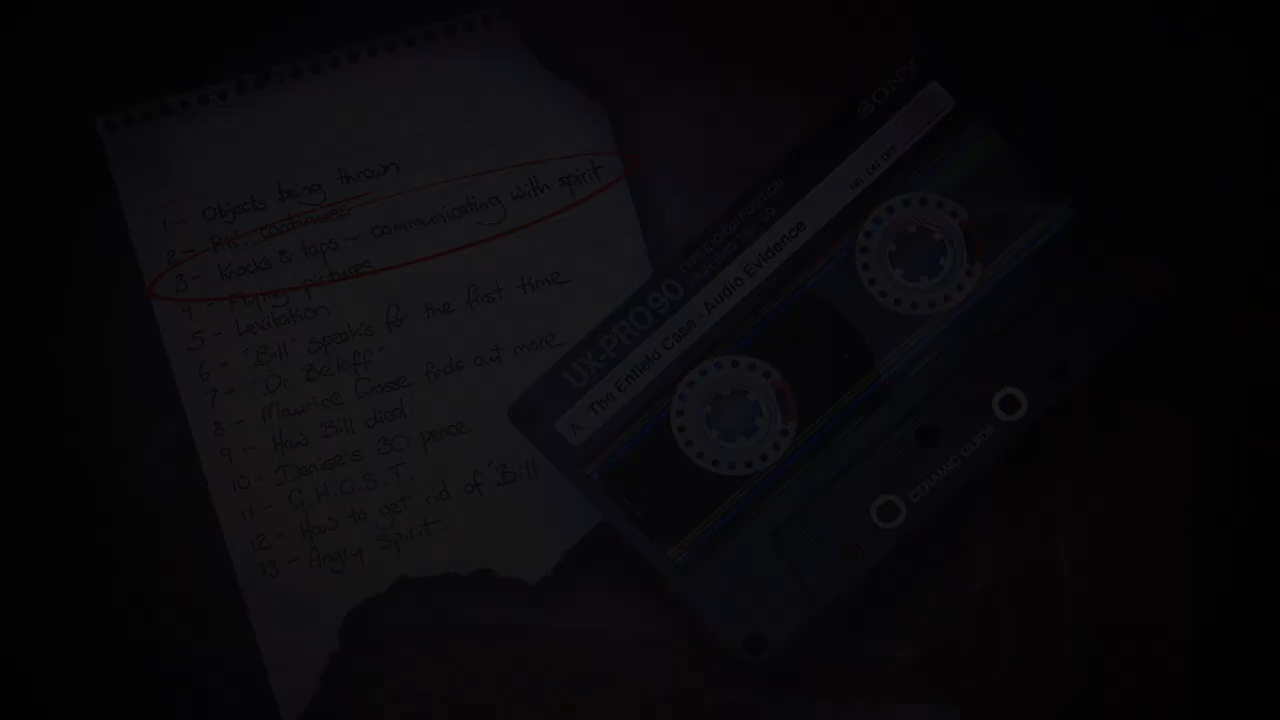 1 - Objects being thrown
2 - P.K. continues
3 - Knocks & taps - communicating with spirit
4 - Flying pictures
5 - Levitation
6 - "Bill" speaks for the first time
7 - "Dr. Beloff"
8 - Maurice Grosse finds out more
9 - How Bill died
10 - Denise's 30 pence
11 - G.H.O.S.T.
12 - How to get rid of "Bill
13 - Angry Spirit
SONY
UX-PRO 90
A
The Enfield Case - Audio Evidence
CERAMIC GUIDE